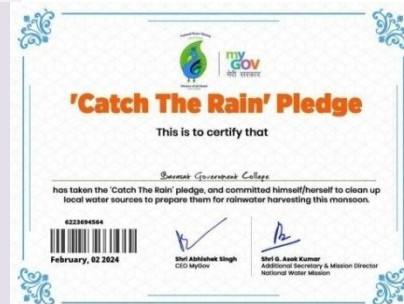 my
GOV
मेरी सरकार
'Catch The Rain' Pledge
This is to certify that
Barasat Government College
has taken the 'Catch The Rain' pledge, and committed himself/herself to clean up
local water sources to prepare them for rainwater harvesting this monsoon.
6223694564
February, 02 2024
Shri Abhishek Singh
CEO MyGov
Shri G. Asok Kumar
Additional Secretary & Mission Director
National Water Mission